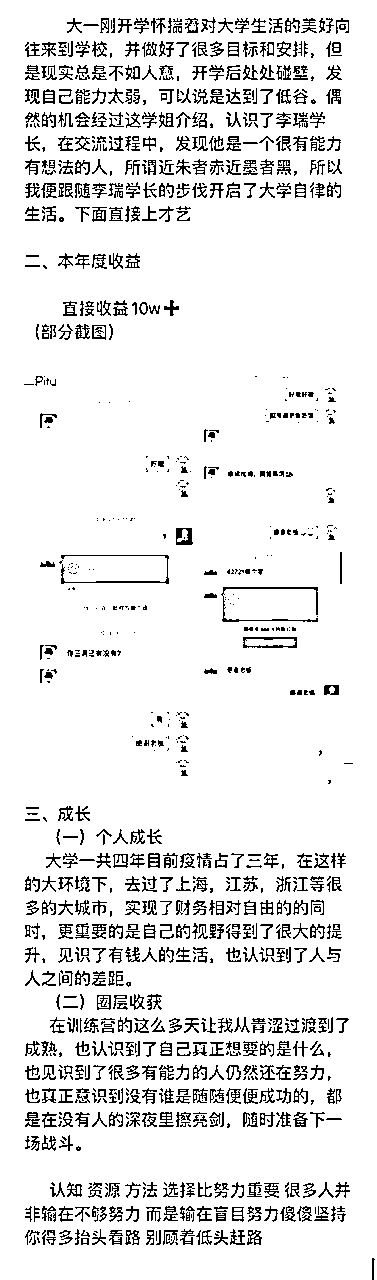 大一刚开学怀揣着对大学生活的美好向
往来到学校，并做好了很多目标和安排，但
是现实总是不如人意，开学后处处碰壁，发
现自己能力太弱，可以说是达到了低谷。偶
然的机会经过这学姐介绍，认识了李瑞学
长，在交流过程中，发现他是一个很有能力
有想法的人，所谓近朱者赤近墨者黑，所以
我便跟随李瑞学长的步伐开启了大学自律的
生活。下面直接上才艺
二、本年度收益
直接收益10w➕
（部分截图）
好嘞好嘞
好嘞
你三月还有没有?
谢谢老板
三、成长
（一）个人成长
大学一共四年目前疫情占了三年，在这样
的大环境下，去过了上海，江苏，浙江等很
多的大城市，实现了财务相对自由的的同
时，更重要的是自己的视野得到了很大的提
升，见识了有钱人的生活，也认识到了人与
人之间的差距。
（二）圈层收获
在训练营的这么多天让我从青涩过渡到了
成熟，也认识到了自己真正想要的是什么，
也见识到了很多有能力的人仍然还在努力，
也真正意识到没有谁是随随便便成功的，都
是在没有人的深夜里擦亮剑，随时准备下一
场战斗。
认知 资源 方法 选择比努力重要 很多人并
非输在不够努力 而是输在盲目努力傻傻坚持
你得多抬头看路 别顾着低头赶路